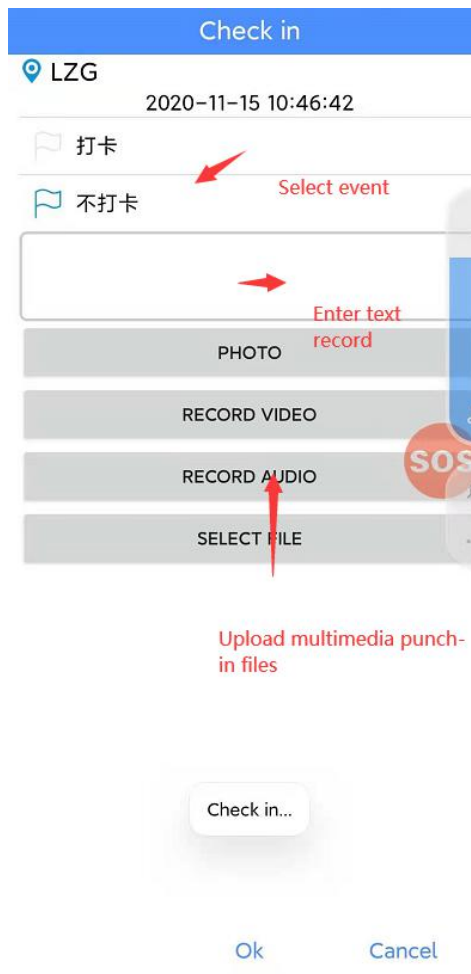 Check in
LZG
2020-11-15 10:46:42
打卡
Select event
不打卡
Enter text
record
PHOTO
RECORD VIDEO
SOS
RECORD AUDIO
SELECT FILE
Upload multimedia punch-
in files
Check in...
Ok
Cancel